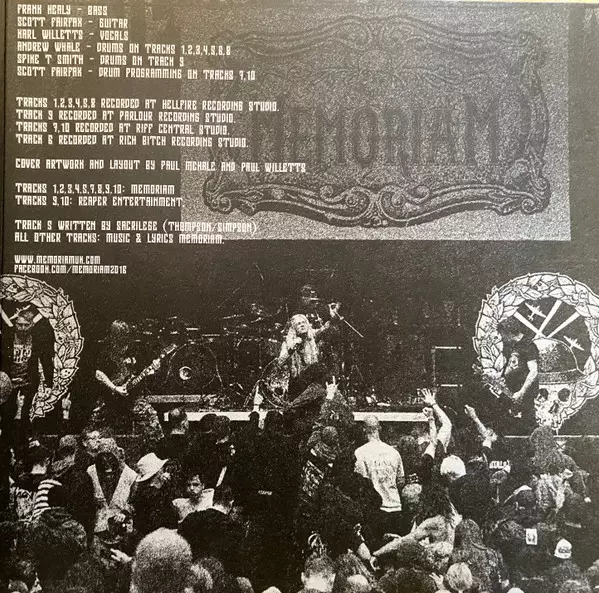 FRANK HEALY - BASS
SCOTT FAIRFAX - GUITAR
KARL WILLETTS - VOCALS
ANDREW WHALE - DRUMS ON TRACKS 1,2,3,4,5,6,8
SPIKE T SMITH - DRUMS ON TRACK 9
SCOTT FAIRFAX - DRUM PROGRAMMING ON TRACKS 9,10
TRACKS 1,2,3,4,5,8 RECORDED AT HELLFIRE RECORDING STUDIO.
TRACK 9 RECORDED AT PARLOUR RECORDING STUDIO.
TRACKS 9,10 RECORDED AT RIFF CENTRAL STUDIO.
TRACK 6 RECORDED AT RICH BITCH RECORDING STUDIO.
COVER ARTWORK AND LAYOUT BY PAUL MCHALE AND PAUL WILLETTS
TRACKS 1,2,3,4,5,7,8,9,10: MEMORIAM
TRACKS 9,10: REAPER ENTERTAINMENT
TRACK 5 WRITTEN BY SACRILEGE (THOMPSON/SIMPSON)
ALL OTHER TRACKS: MUSIC & LYRICS MEMORIAM.
WWW.MEMORIAMUK.COM
FACEBOOK.COM/MEMORIAM2016
MEMORIAM